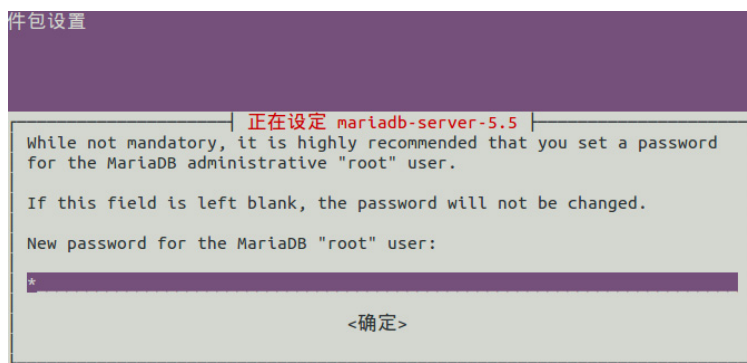 件包设置
正在设定 mariadb-server-5.5
While not mandatory, it is highly recommended that you set a password
for the MariaDB administrative "root" user.
If this field is left blank, the password will not be changed.
New password for the MariaDB "root" user:
*
<确定>